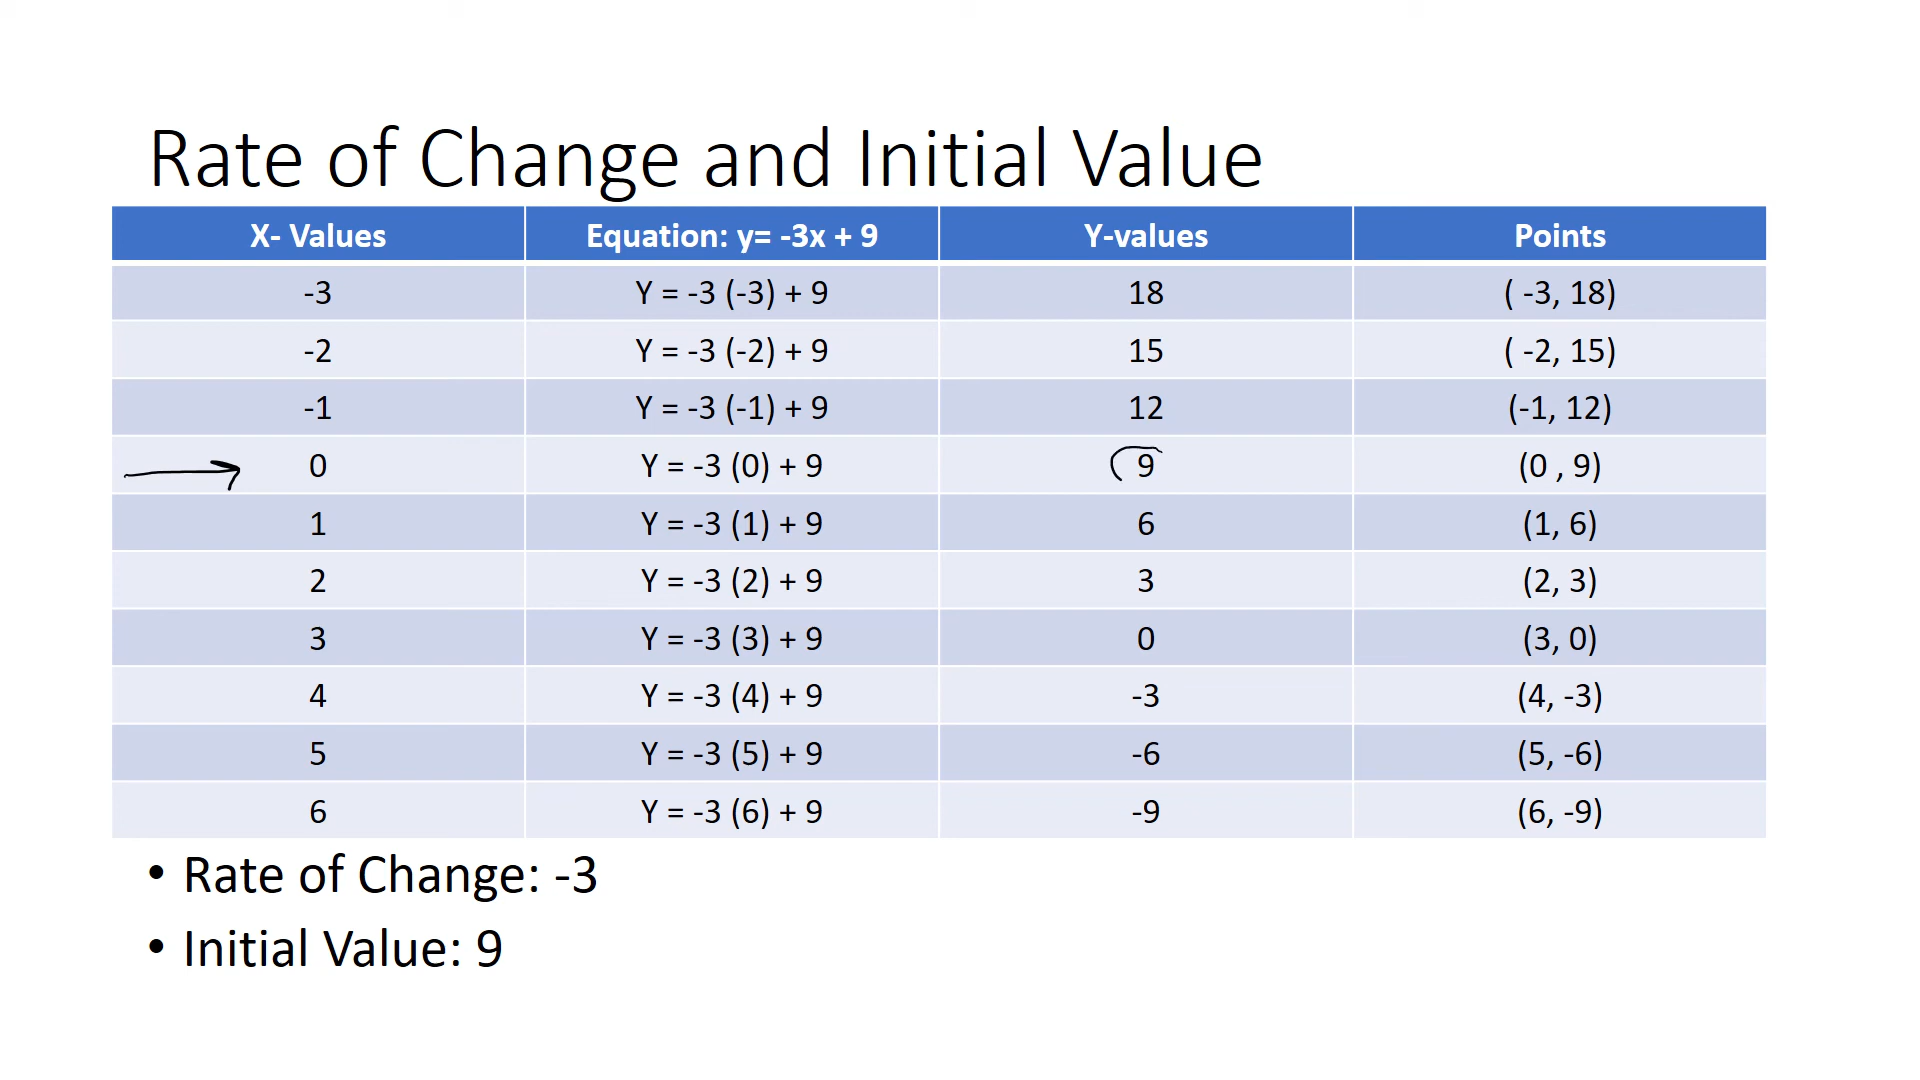 Rate of Change and Initial Value
X- Values Equation: y= -3x + 9 Y-values Points
-3 Y = -3 (-3) + 9 18 ( -3, 18)
-2 Y = -3 (-2) + 9 15 ( -2, 15)
-1 Y = -3 (-1) + 9 12 (-1, 12)
0 Y = -3 (0) + 9 9 (0 , 9)
1 Y = -3 (1) + 9 6 (1, 6)
2 Y = -3 (2) + 9 3 (2, 3)
3 Y = -3 (3) + 9 0 (3, 0)
4 Y = -3 (4) + 9 -3 (4, -3)
5 Y = -3 (5) + 9 -6 (5, -6)
6 Y = -3 (6) + 9 -9 (6, -9)
• Rate of Change: -3
• Initial Value: 9